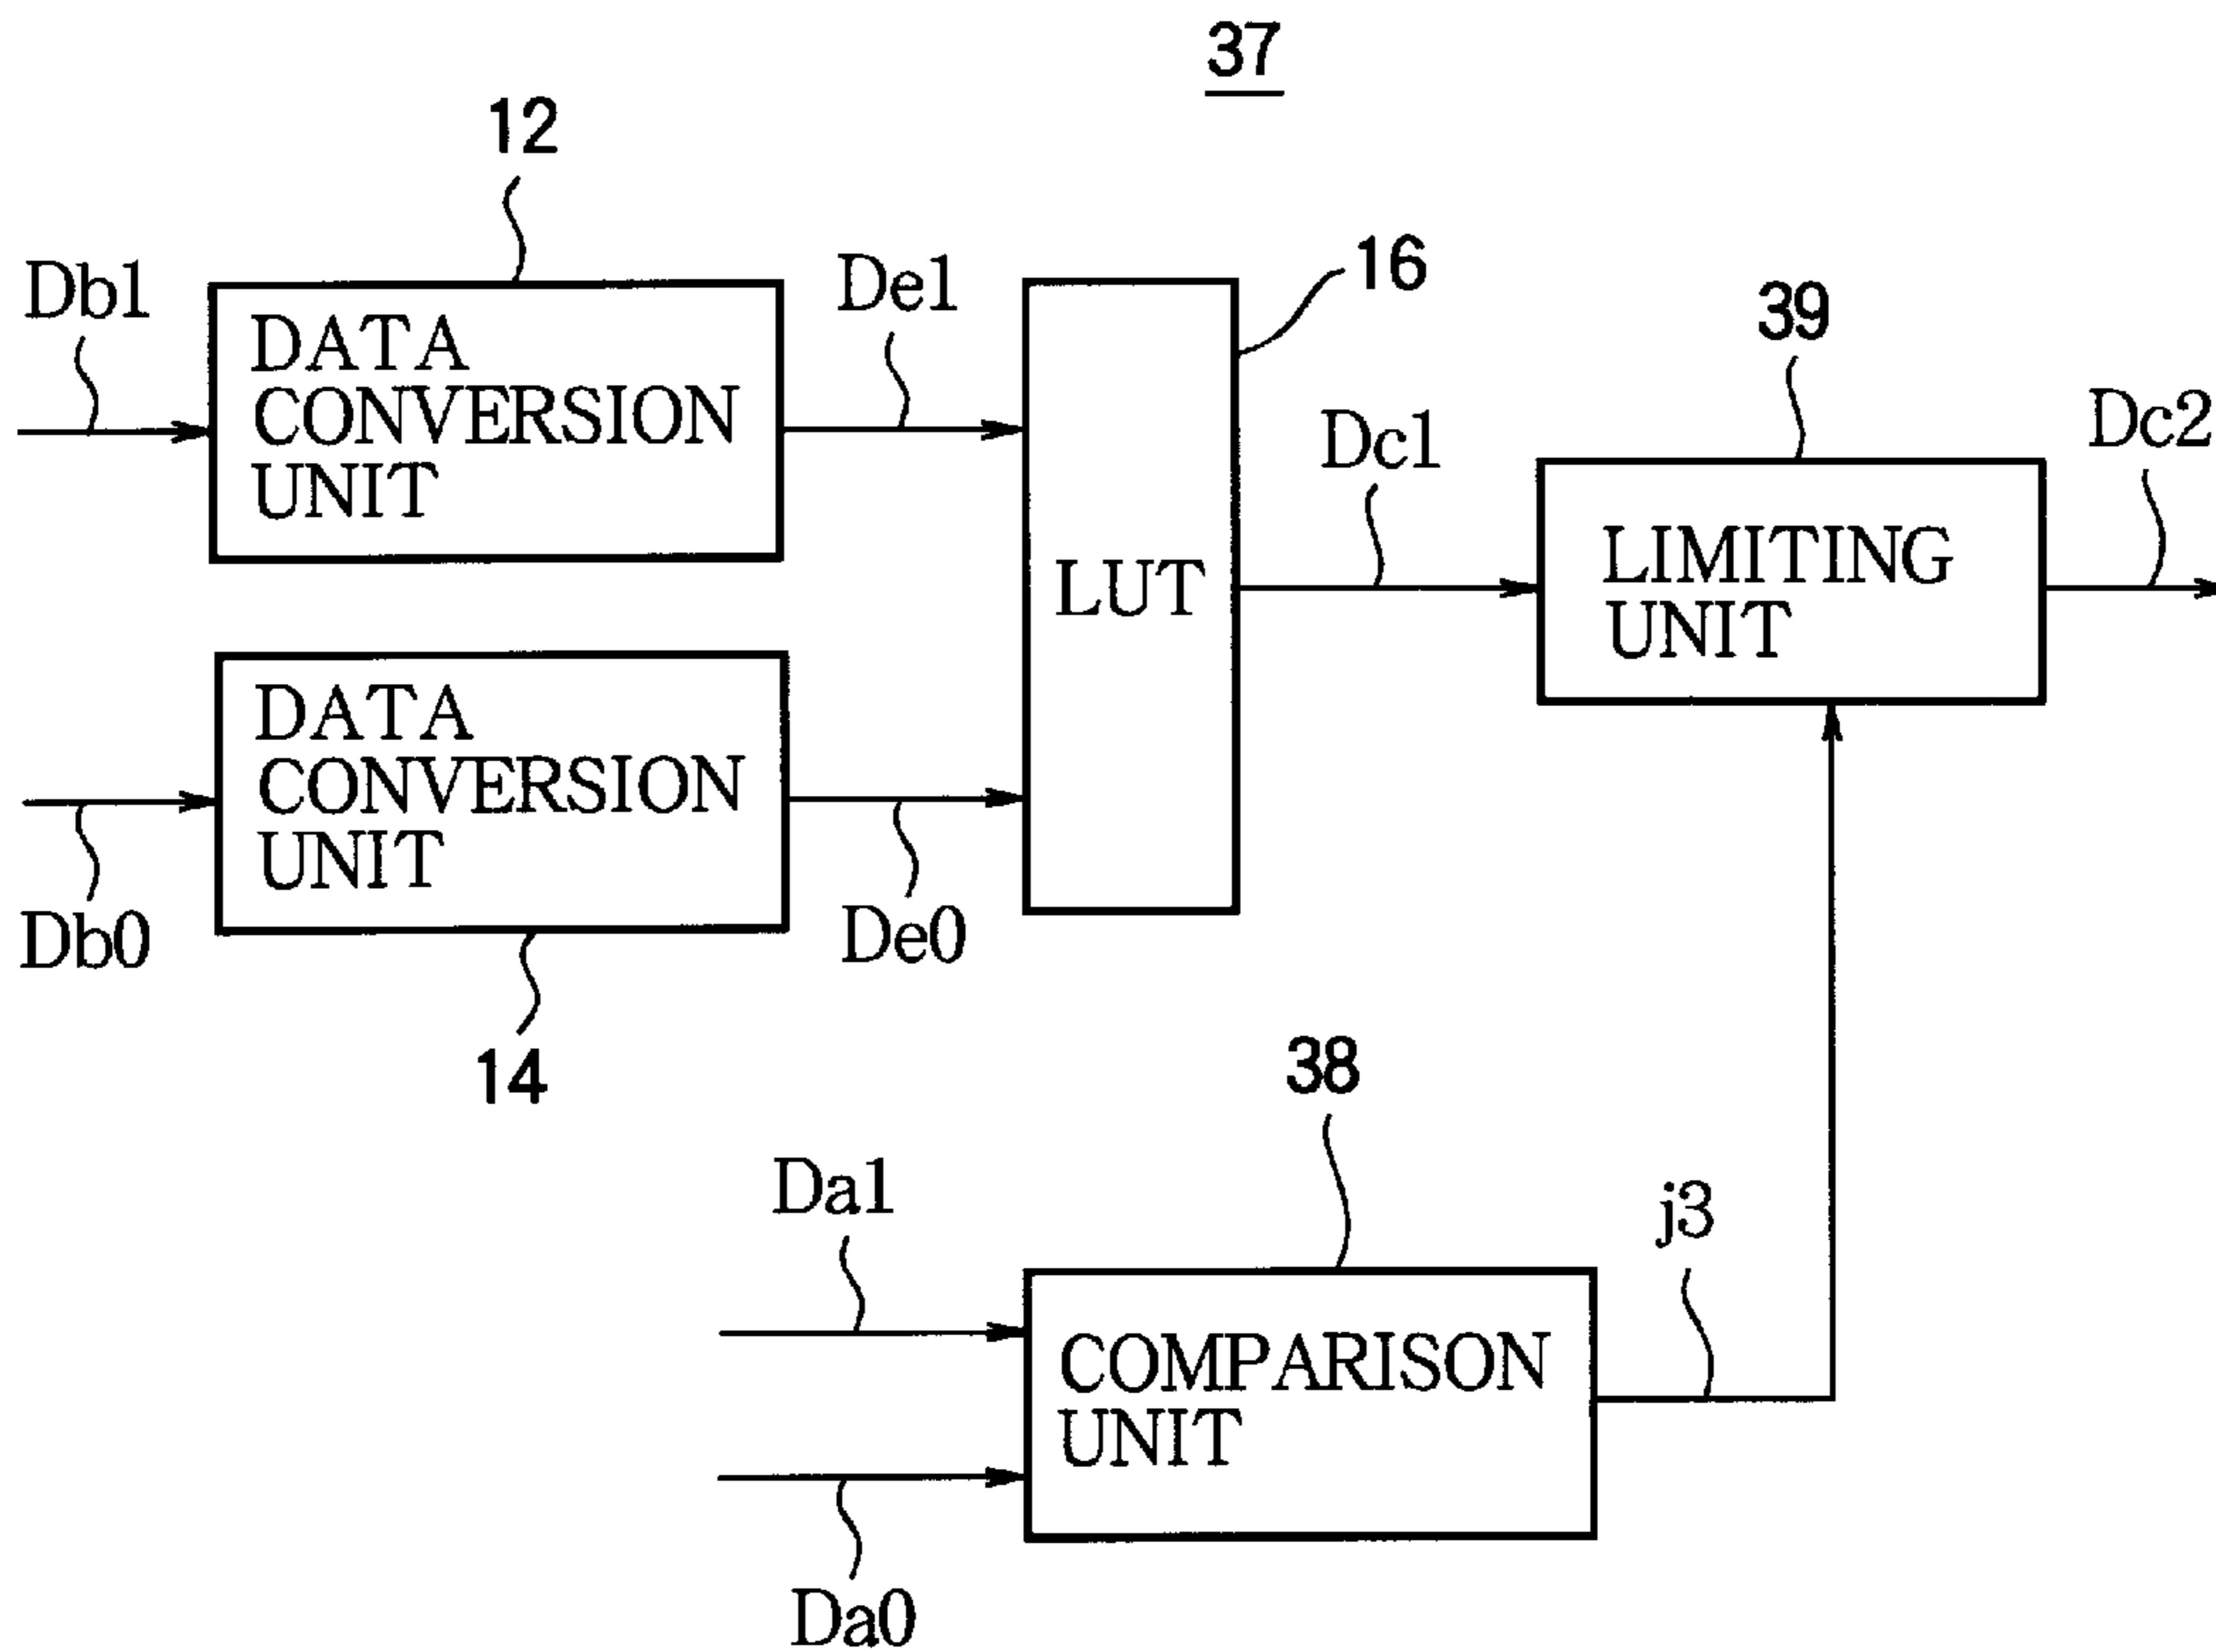 37
12
Db1
DATA
CONVERSION
UNIT
De1
16
39
Dc1
Dc2
LUT
LIMITING
UNIT
DATA
CONVERSION
UNIT
Db0
De0
14
38
Da1
j3
COMPARISON
UNIT
Da0